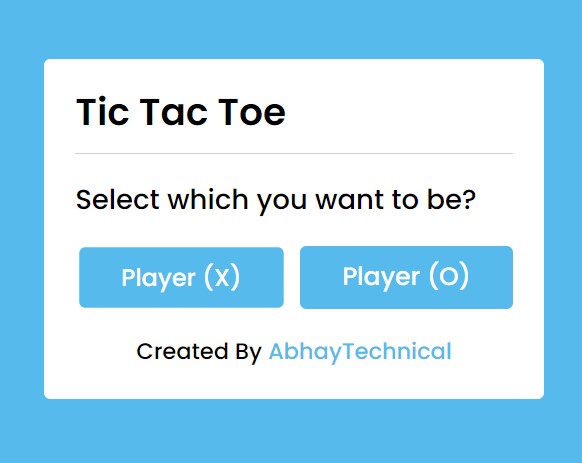 Tic Tac Toe
Select which you want to be?
Player (X) Player (O)
Created By AbhayTechnical